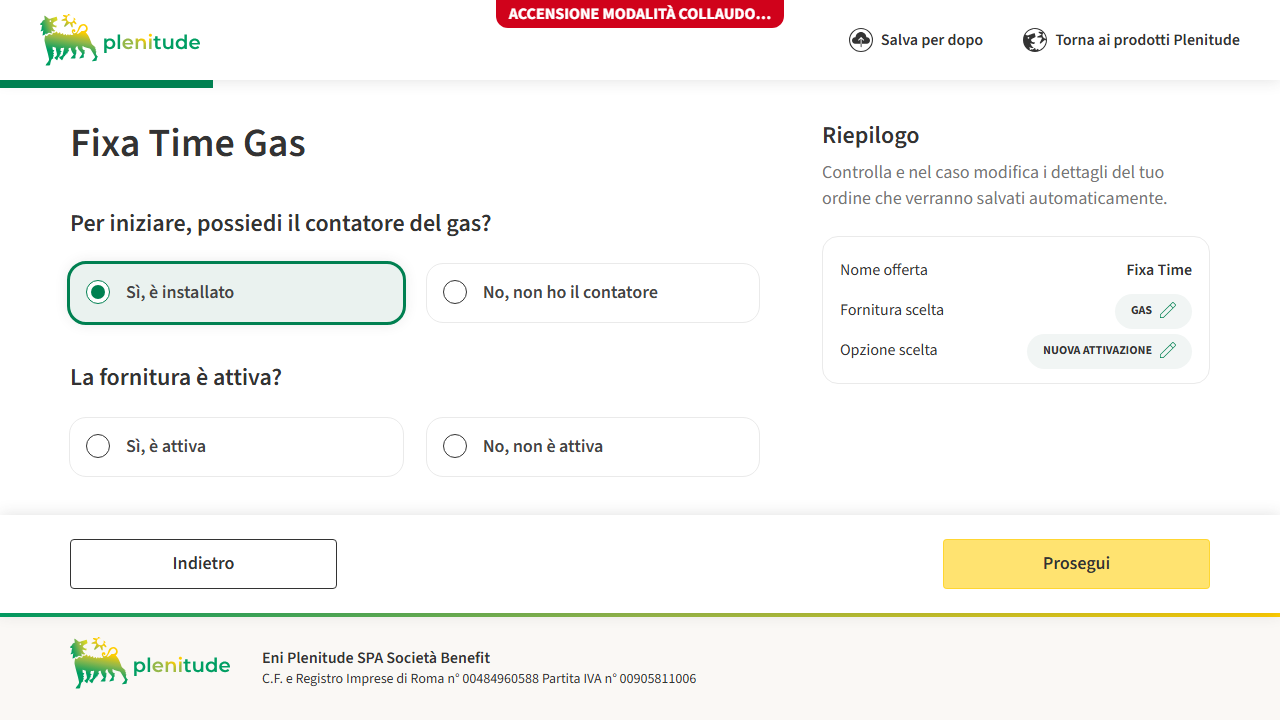 plenitude
ACCENSIONE MODALITÀ COLLAUDO...
Salva per dopo
Torna ai prodotti Plenitude
Fixa Time Gas
Per iniziare, possiedi il contatore del gas?
Sì, è installato
No, non ho il contatore
La fornitura è attiva?
Sì, è attiva
No, non è attiva
Riepilogo
Controlla e nel caso modifica i dettagli del tuo
ordine che verranno salvati automaticamente.
Nome offerta Fixa Time
Fornitura scelta GAS
Opzione scelta NUOVA ATTIVAZIONE
Indietro
Prosegui
plenitude
Eni Plenitude SPA Società Benefit
C.F. e Registro Imprese di Roma n° 00484960588 Partita IVA n° 00905811006